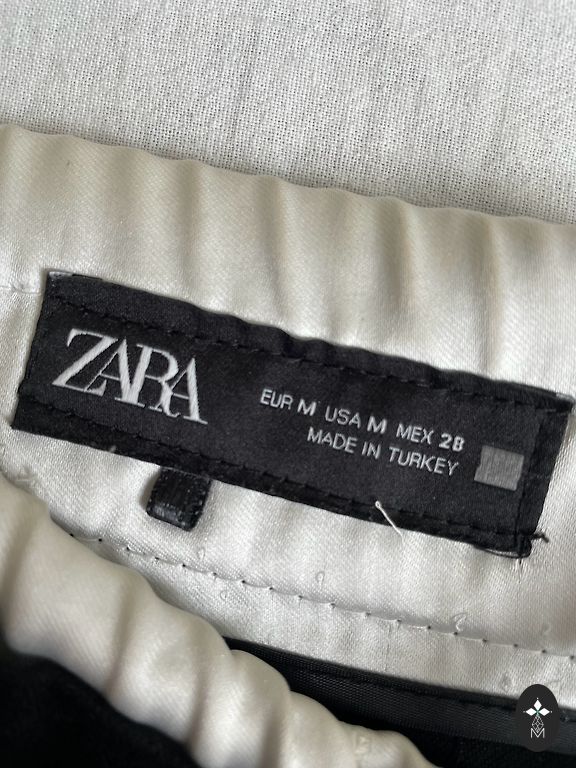 ZARA
EUR M USA M MEX 28
MADE IN TURKEY
M